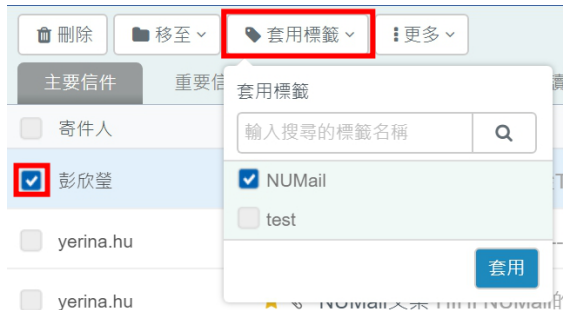 刪除 移至 套用標籤 更多
主要信件 重要信
套用標籤
寄件人
輸入搜尋的標籤名稱
彭欣瑩
NUMail
test
yerina.hu
套用
yerina.hu